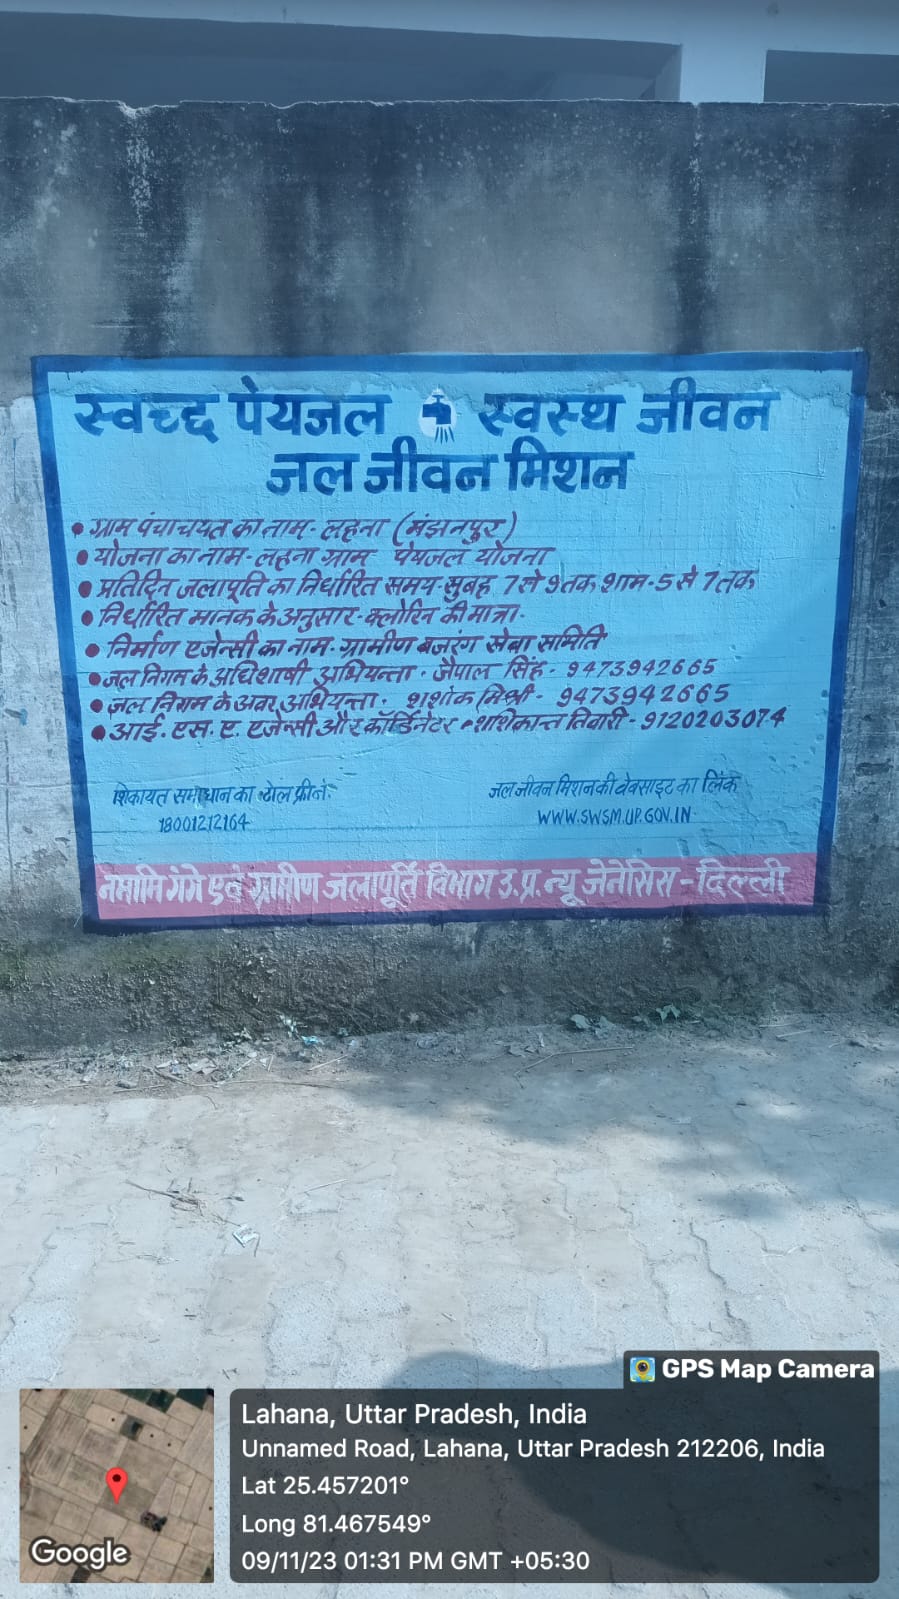 स्वच्द्द पेयजल स्वस्थ जीवन
जल जीवन मिशन
• ग्राम पंचाचयत का नाम- लहना (मंझनपुर)
• योजना का नाम- लहना ग्राम पेयजल योजना
• प्रतिदिन जलापूति का निर्धारित समय-सुबह 7 से 9 तक शाम-5 से 7 तक
• निर्धारित मानक के अनुसार-क्लोरिन की मात्रा.
• निर्माण एजेन्सी का नाम- ग्रामीण बजरंग सेबा समिति
• जल निगम के अधिशाषी अभियन्ता · जैपाल सिंह- 9473942665
• जल निगम के अवर अभियन्ता · शशांक मिश्री- 9473942665
• आई. एस. ए. एजेन्सी और कॉर्डिनेटर • शशिकान्त तिवारी-9120203074
शिकायत समाधान का टोल फ्री नं:
18001212164
जल जीवन मिशन की वेबसाइट का लिंक
WWW.SWSM.UP.GOV.IN
नमामि गंगे एवं ग्रामीण जलापूर्ति विभाग उ.प्र. न्यू जेनेसिस-दिल्ली
GPS Map Camera
Lahana, Uttar Pradesh, India
Unnamed Road, Lahana, Uttar Pradesh 212206, India
Lat 25.457201°
Long 81.467549°
09/11/23 01:31 PM GMT +05:30
Google